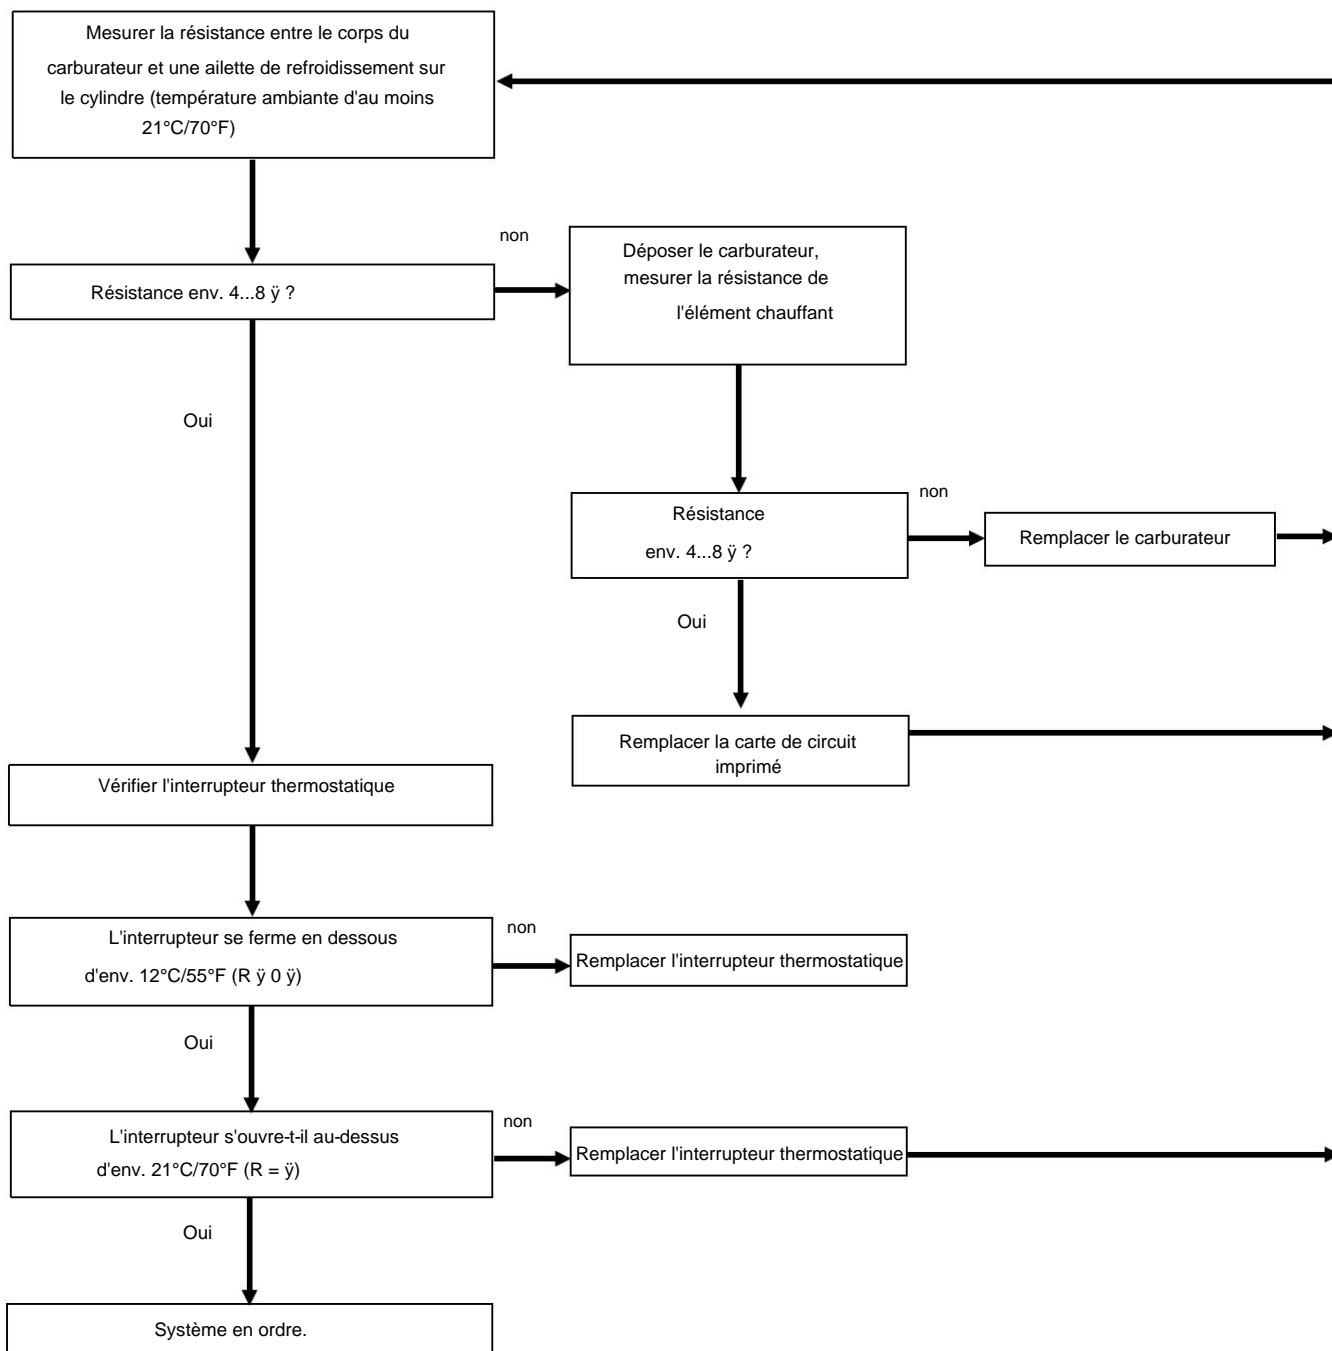 Mesurer la résistance entre le corps du
carburateur et une ailette de refroidissement sur
le cylindre (température ambiante d'au moins
21°C/70°F)
non
Résistance env. 4...8 ÿ ?
Déposer le carburateur,
mesurer la résistance de
l'élément chauffant
Oui
Résistance
env. 4...8 ÿ ?
non
Remplacer le carburateur
Oui
Remplacer la carte de circuit
imprimé
Vérifier l'interrupteur thermostatique
L'interrupteur se ferme en dessous
d'env. 12°C/55°F (R ÿ 0 ÿ)
non
Remplacer l'interrupteur thermostatique
Oui
L'interrupteur s'ouvre-t-il au-dessus
d'env. 21°C/70°F (R = ÿ)
non
Remplacer l'interrupteur thermostatique
Oui
Système en ordre.